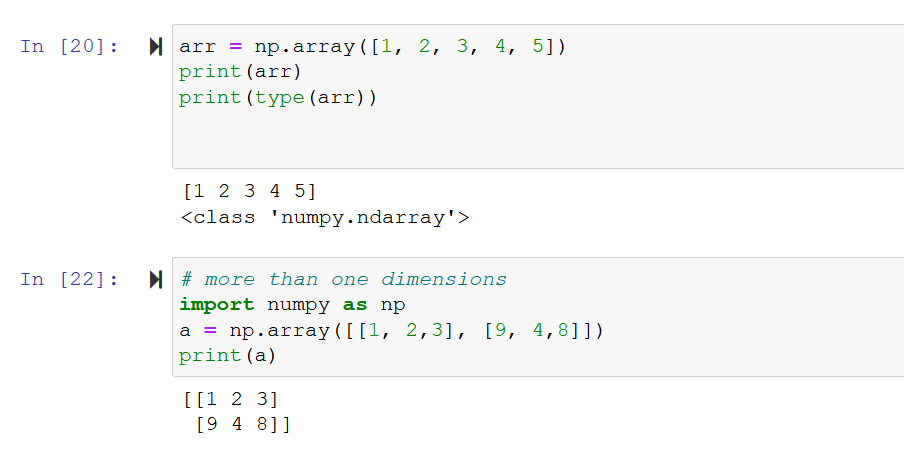 In [20]: arr = np.array([1, 2, 3, 4, 5])
print(arr)
print(type(arr))
[1 2 3 4 5]
<class 'numpy.ndarray'>
In [22]: # more than one dimensions
import numpy as np
a = np.array([[1, 2,3], [9, 4,8]])
print(a)
[[1 2 3]
 [9 4 8]]